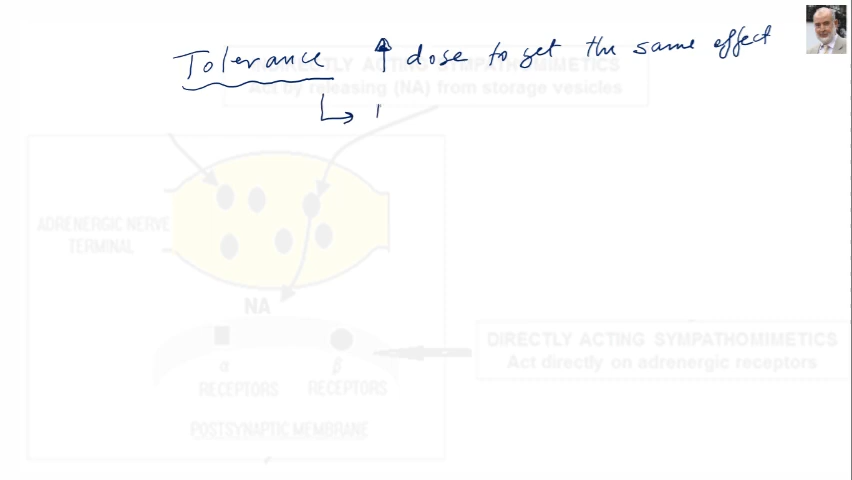 Tolerance ↑ dose to get the same effect
INDIRECTLY ACTING SYMPATHOMIMETICS
Act by releasing (NA) from storage vesicles
ADRENERGIC NERVE
TERMINAL
NA
α β
RECEPTORS RECEPTORS
DIRECTLY ACTING SYMPATHOMIMETICS
Act directly on adrenergic receptors
POSTSYNAPTIC MEMBRANE